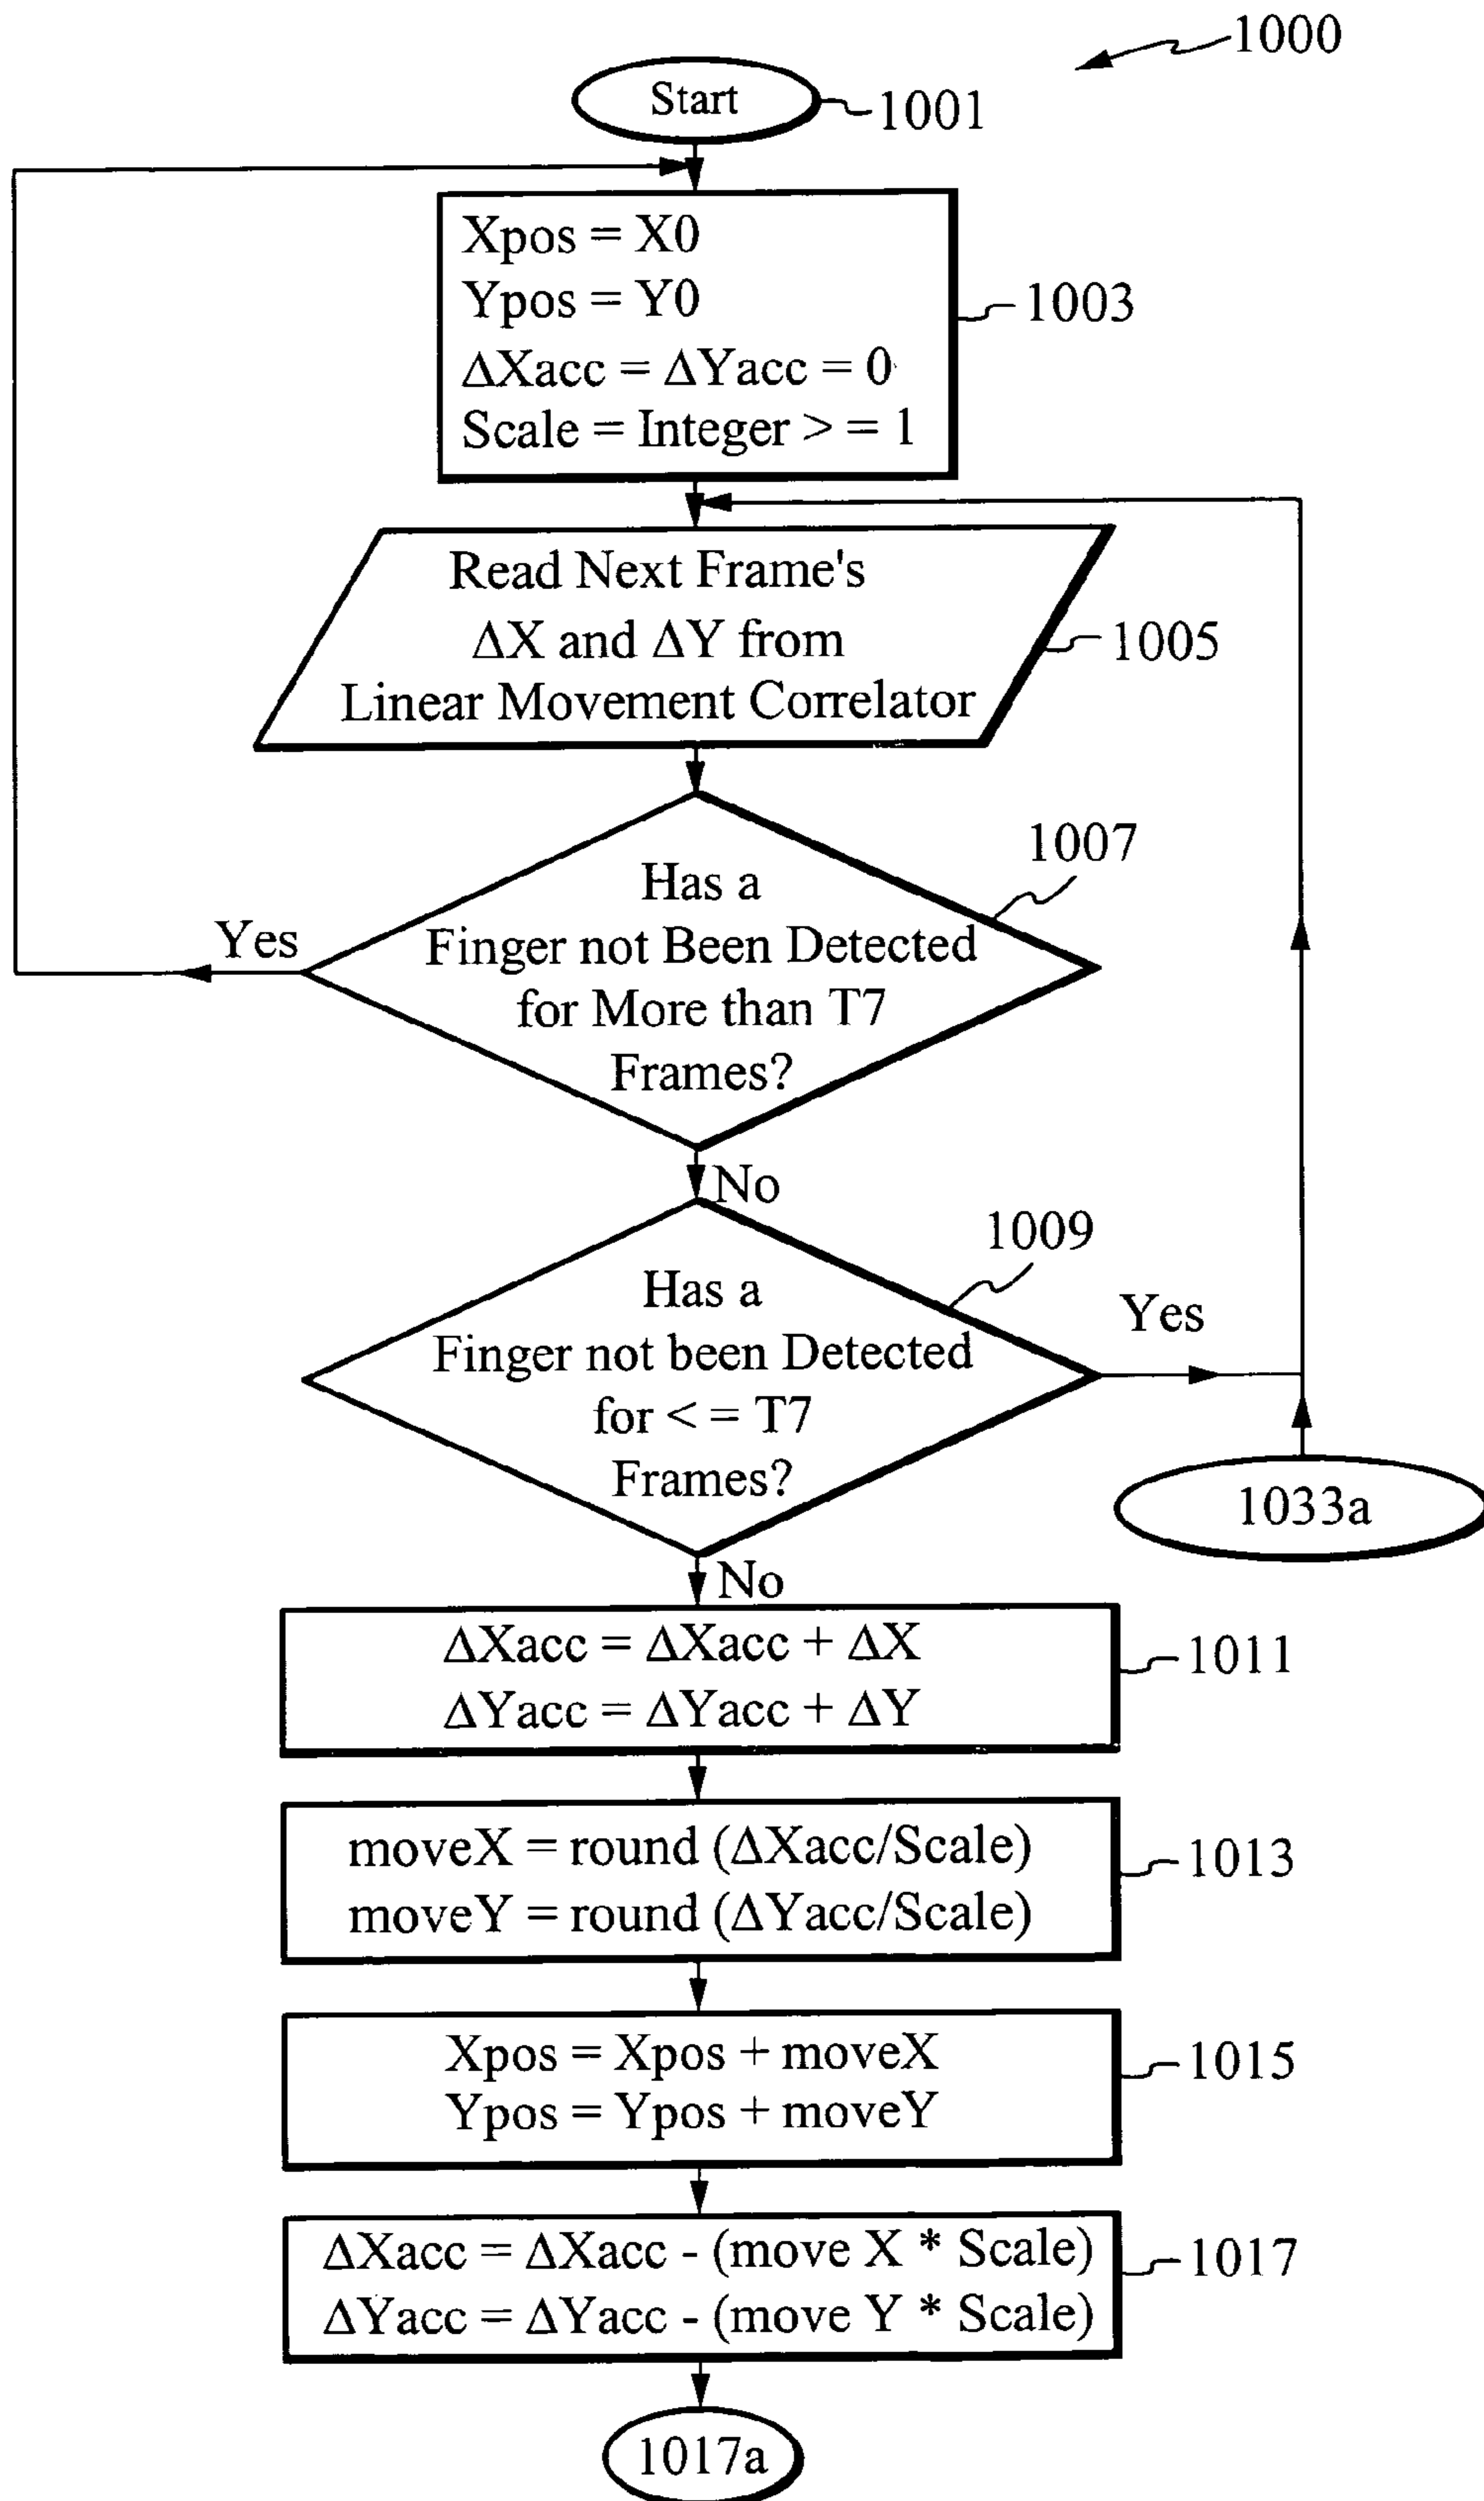 1000
Start
1001
Xpos = X0
Ypos = Y0
ΔXacc = ΔYacc = 0
Scale = Integer > = 1
1003
Read Next Frame's
ΔX and ΔY from
Linear Movement Correlator
1005
Has a
Finger not Been Detected
for More than T7
Frames?
1007
Yes
No
Has a
Finger not been Detected
for < = T7
Frames?
1009
Yes
1033a
No
ΔXacc = ΔXacc + ΔX
ΔYacc = ΔYacc + ΔY
1011
moveX = round (ΔXacc/Scale)
moveY = round (ΔYacc/Scale)
1013
Xpos = Xpos + moveX
Ypos = Ypos + moveY
1015
ΔXacc = ΔXacc - (move X * Scale)
ΔYacc = ΔYacc - (move Y * Scale)
1017
1017a